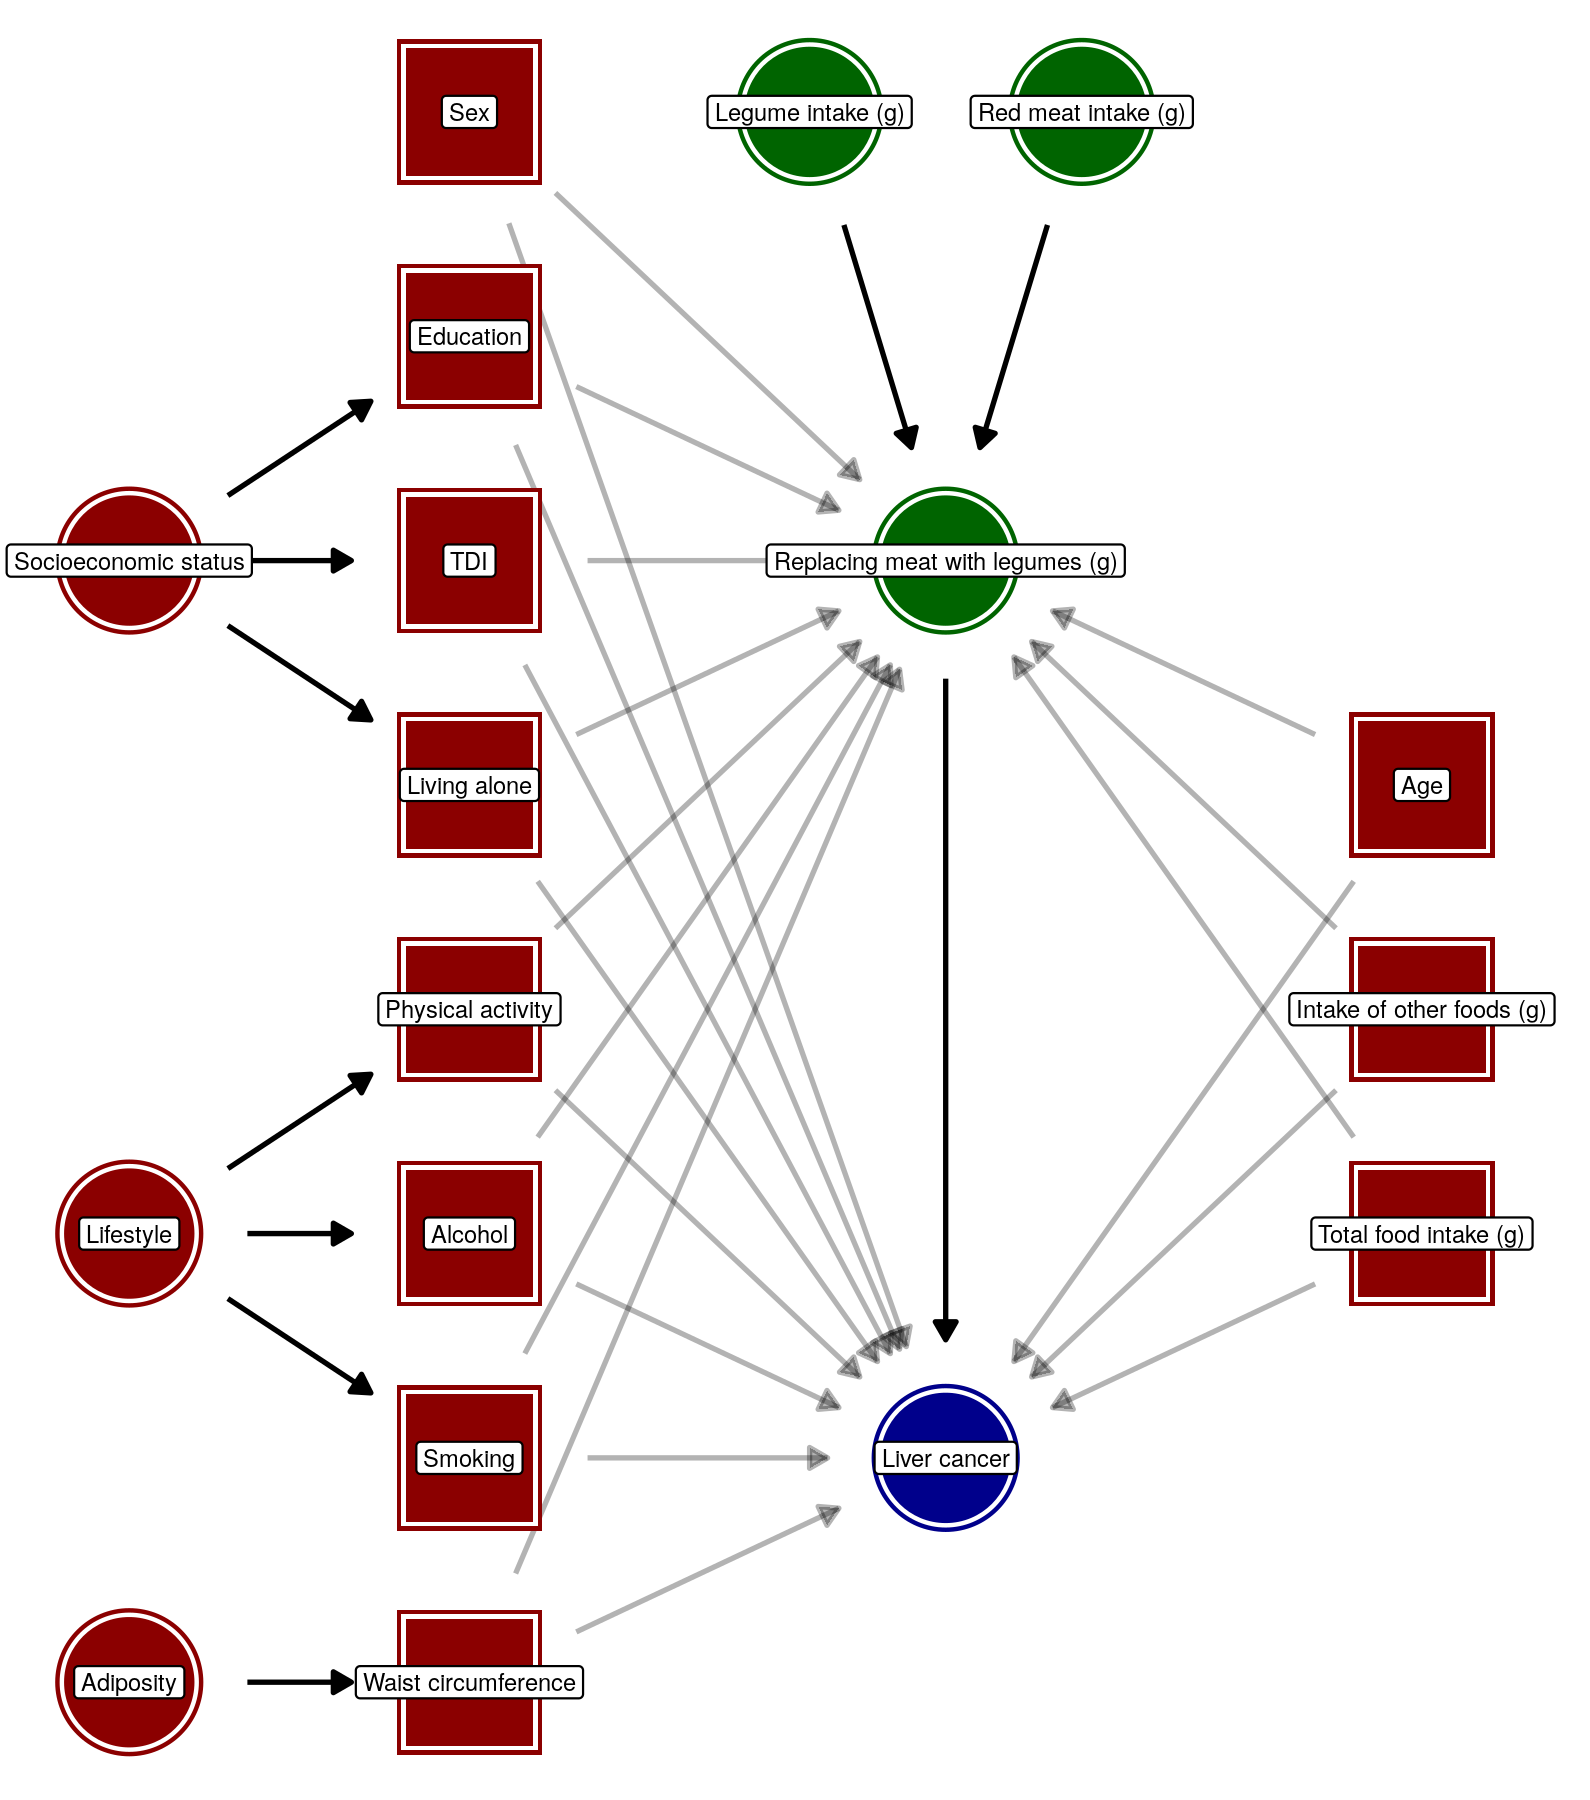 Sex
Legume intake (g)
Red meat intake (g)
Education
Socioeconomic status
TDI
Replacing meat with legumes (g)
Living alone
Age
Physical activity
Intake of other foods (g)
Lifestyle
Alcohol
Total food intake (g)
Smoking
Liver cancer
Adiposity
Waist circumference